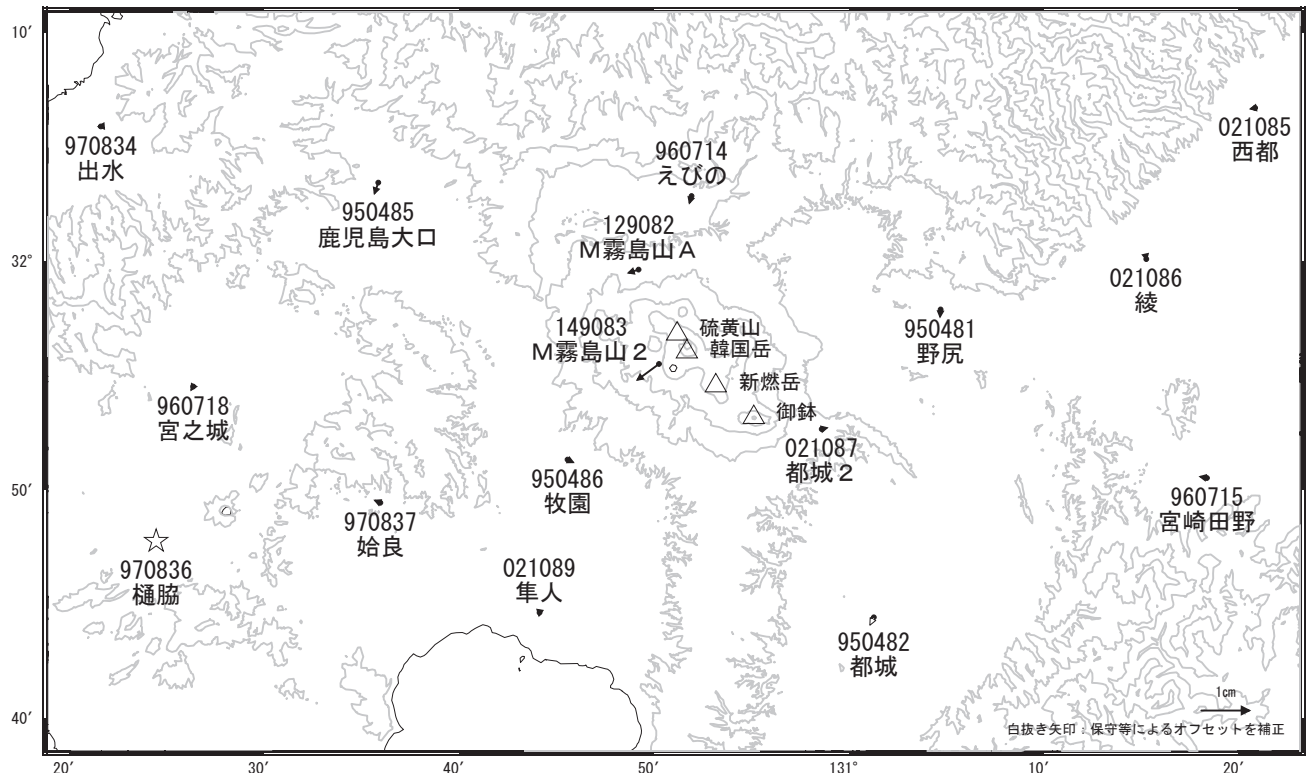 10′
970834
出水
950485
鹿児島大口
960714
えびの
129082
M霧島山A
021085
西都
32°
021086
綾
149083
M霧島山2
硫黄山
韓国岳
新燃岳
御鉢
950481
野尻
960718
宮之城
950486
牧園
021087
都城2
50′
970837
姶良
960715
宮崎田野
970836
樋脇
021089
隼人
950482
都城
1cm
40′
白抜き矢印：保守等によるオフセットを補正
20′ 30′ 40′ 50′ 131° 10′ 20′